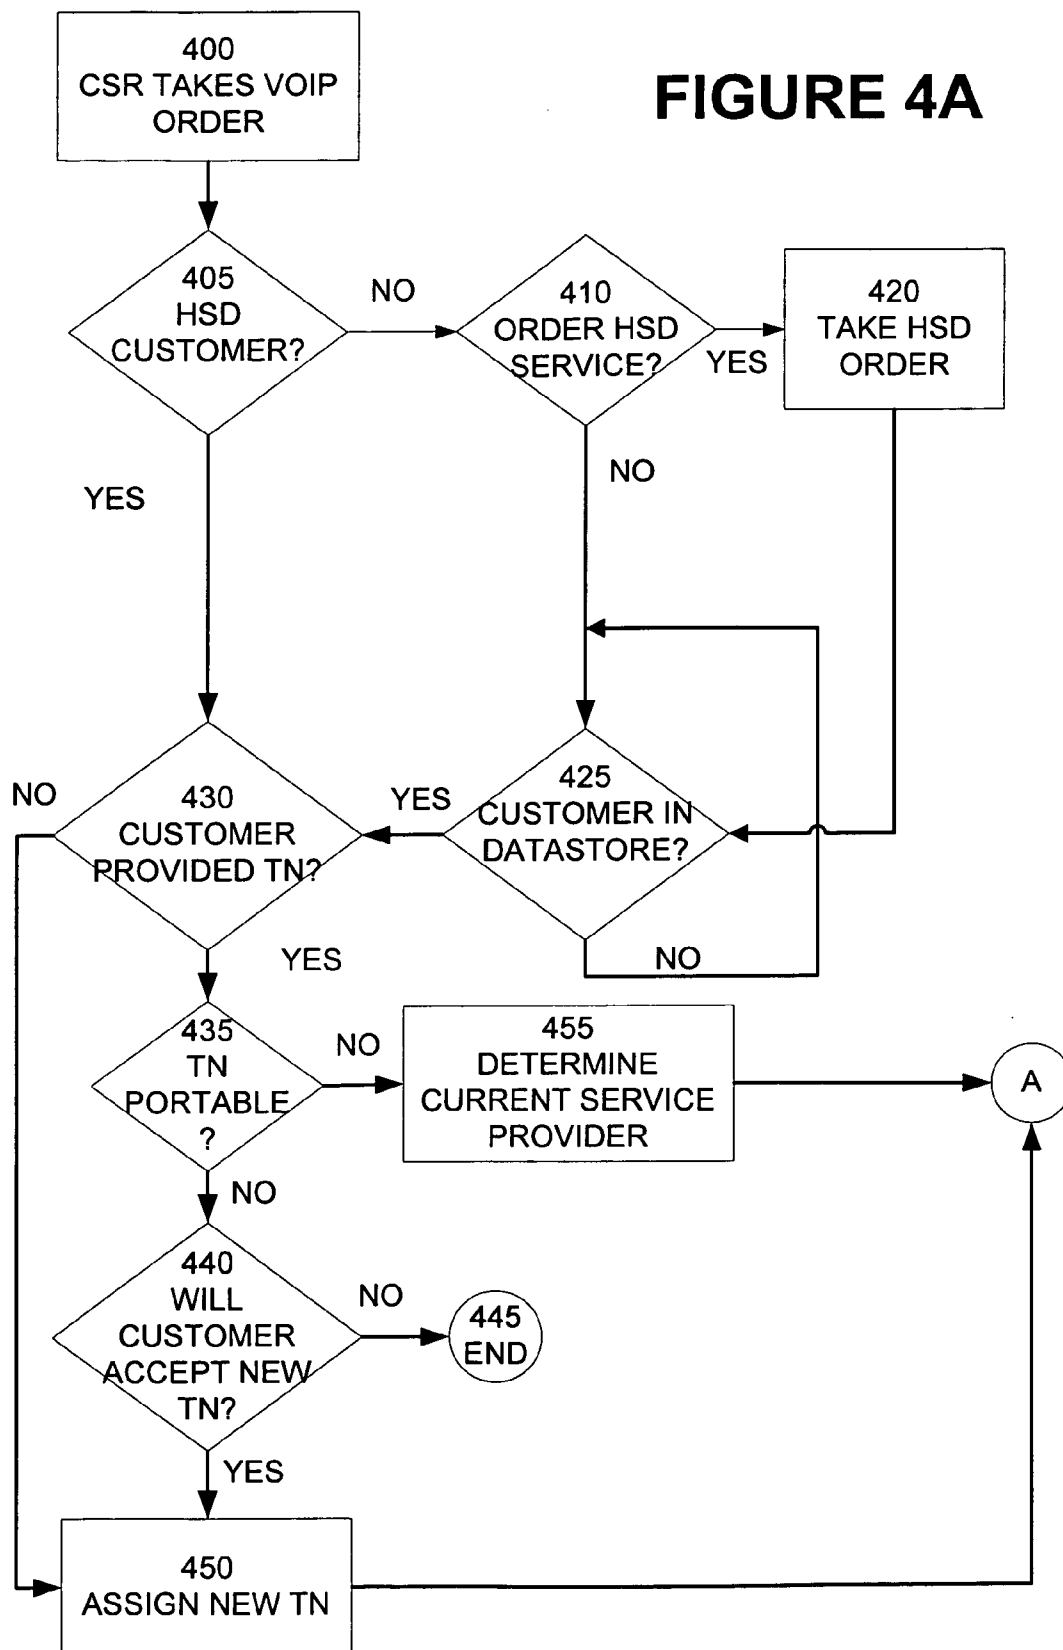 FIGURE 4A
400
CSR TAKES VOIP
ORDER
405
HSD
CUSTOMER?
NO
410
ORDER HSD
SERVICE?
YES
420
TAKE HSD
ORDER
YES
NO
NO
430
CUSTOMER
PROVIDED TN?
YES
425
CUSTOMER IN
DATASTORE?
NO
YES
435
TN
PORTABLE
?
NO
455
DETERMINE
CURRENT SERVICE
PROVIDER
A
NO
440
WILL
CUSTOMER
ACCEPT NEW
TN?
NO
445
END
YES
450
ASSIGN NEW TN